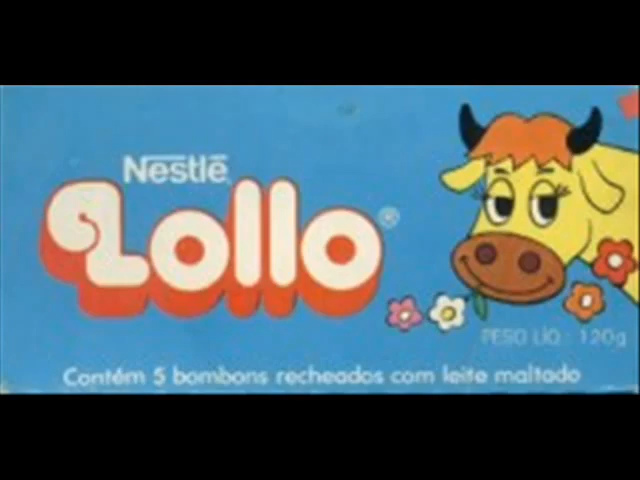 Nestlé
Lollo®
PESO LÍQ.: 120g
Contém 5 bombons recheados com leite maltado